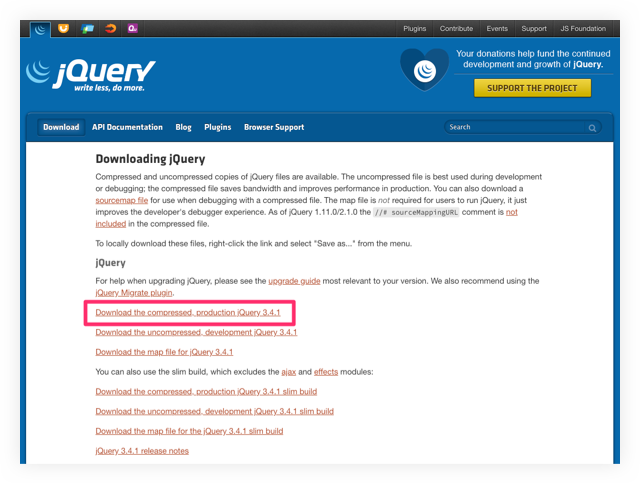 Plugins Contribute Events Support JS Foundation
jQuery
write less, do more.
Your donations help fund the continued
development and growth of jQuery.
SUPPORT THE PROJECT
Download API Documentation Blog Plugins Browser Support Search
Downloading jQuery
Compressed and uncompressed copies of jQuery files are available. The uncompressed file is best used during development
or debugging; the compressed file saves bandwidth and improves performance in production. You can also download a
sourcemap file for use when debugging with a compressed file. The map file is not required for users to run jQuery, it just
improves the developer's debugger experience. As of jQuery 1.11.0/2.1.0 the //# sourceMappingURL comment is not
included in the compressed file.
To locally download these files, right-click the link and select "Save as..." from the menu.
jQuery
For help when upgrading jQuery, please see the upgrade guide most relevant to your version. We also recommend using the
jQuery Migrate plugin.
Download the compressed, production jQuery 3.4.1
Download the uncompressed, development jQuery 3.4.1
Download the map file for jQuery 3.4.1
You can also use the slim build, which excludes the ajax and effects modules:
Download the compressed, production jQuery 3.4.1 slim build
Download the uncompressed, development jQuery 3.4.1 slim build
Download the map file for the jQuery 3.4.1 slim build
jQuery 3.4.1 release notes